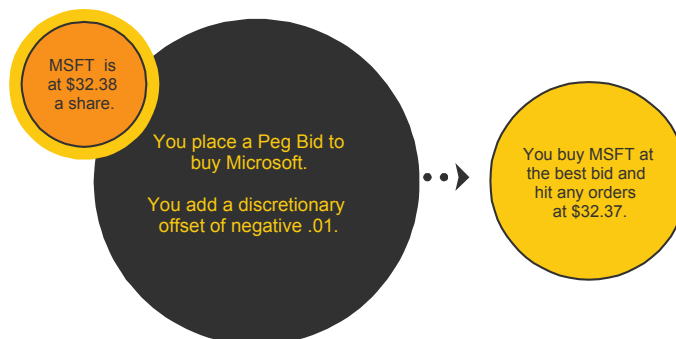 MSFT is
at $32.38
a share.
You place a Peg Bid to
buy Microsoft.
You add a discretionary
offset of negative .01.
You buy MSFT at
the best bid and
hit any orders
at $32.37.